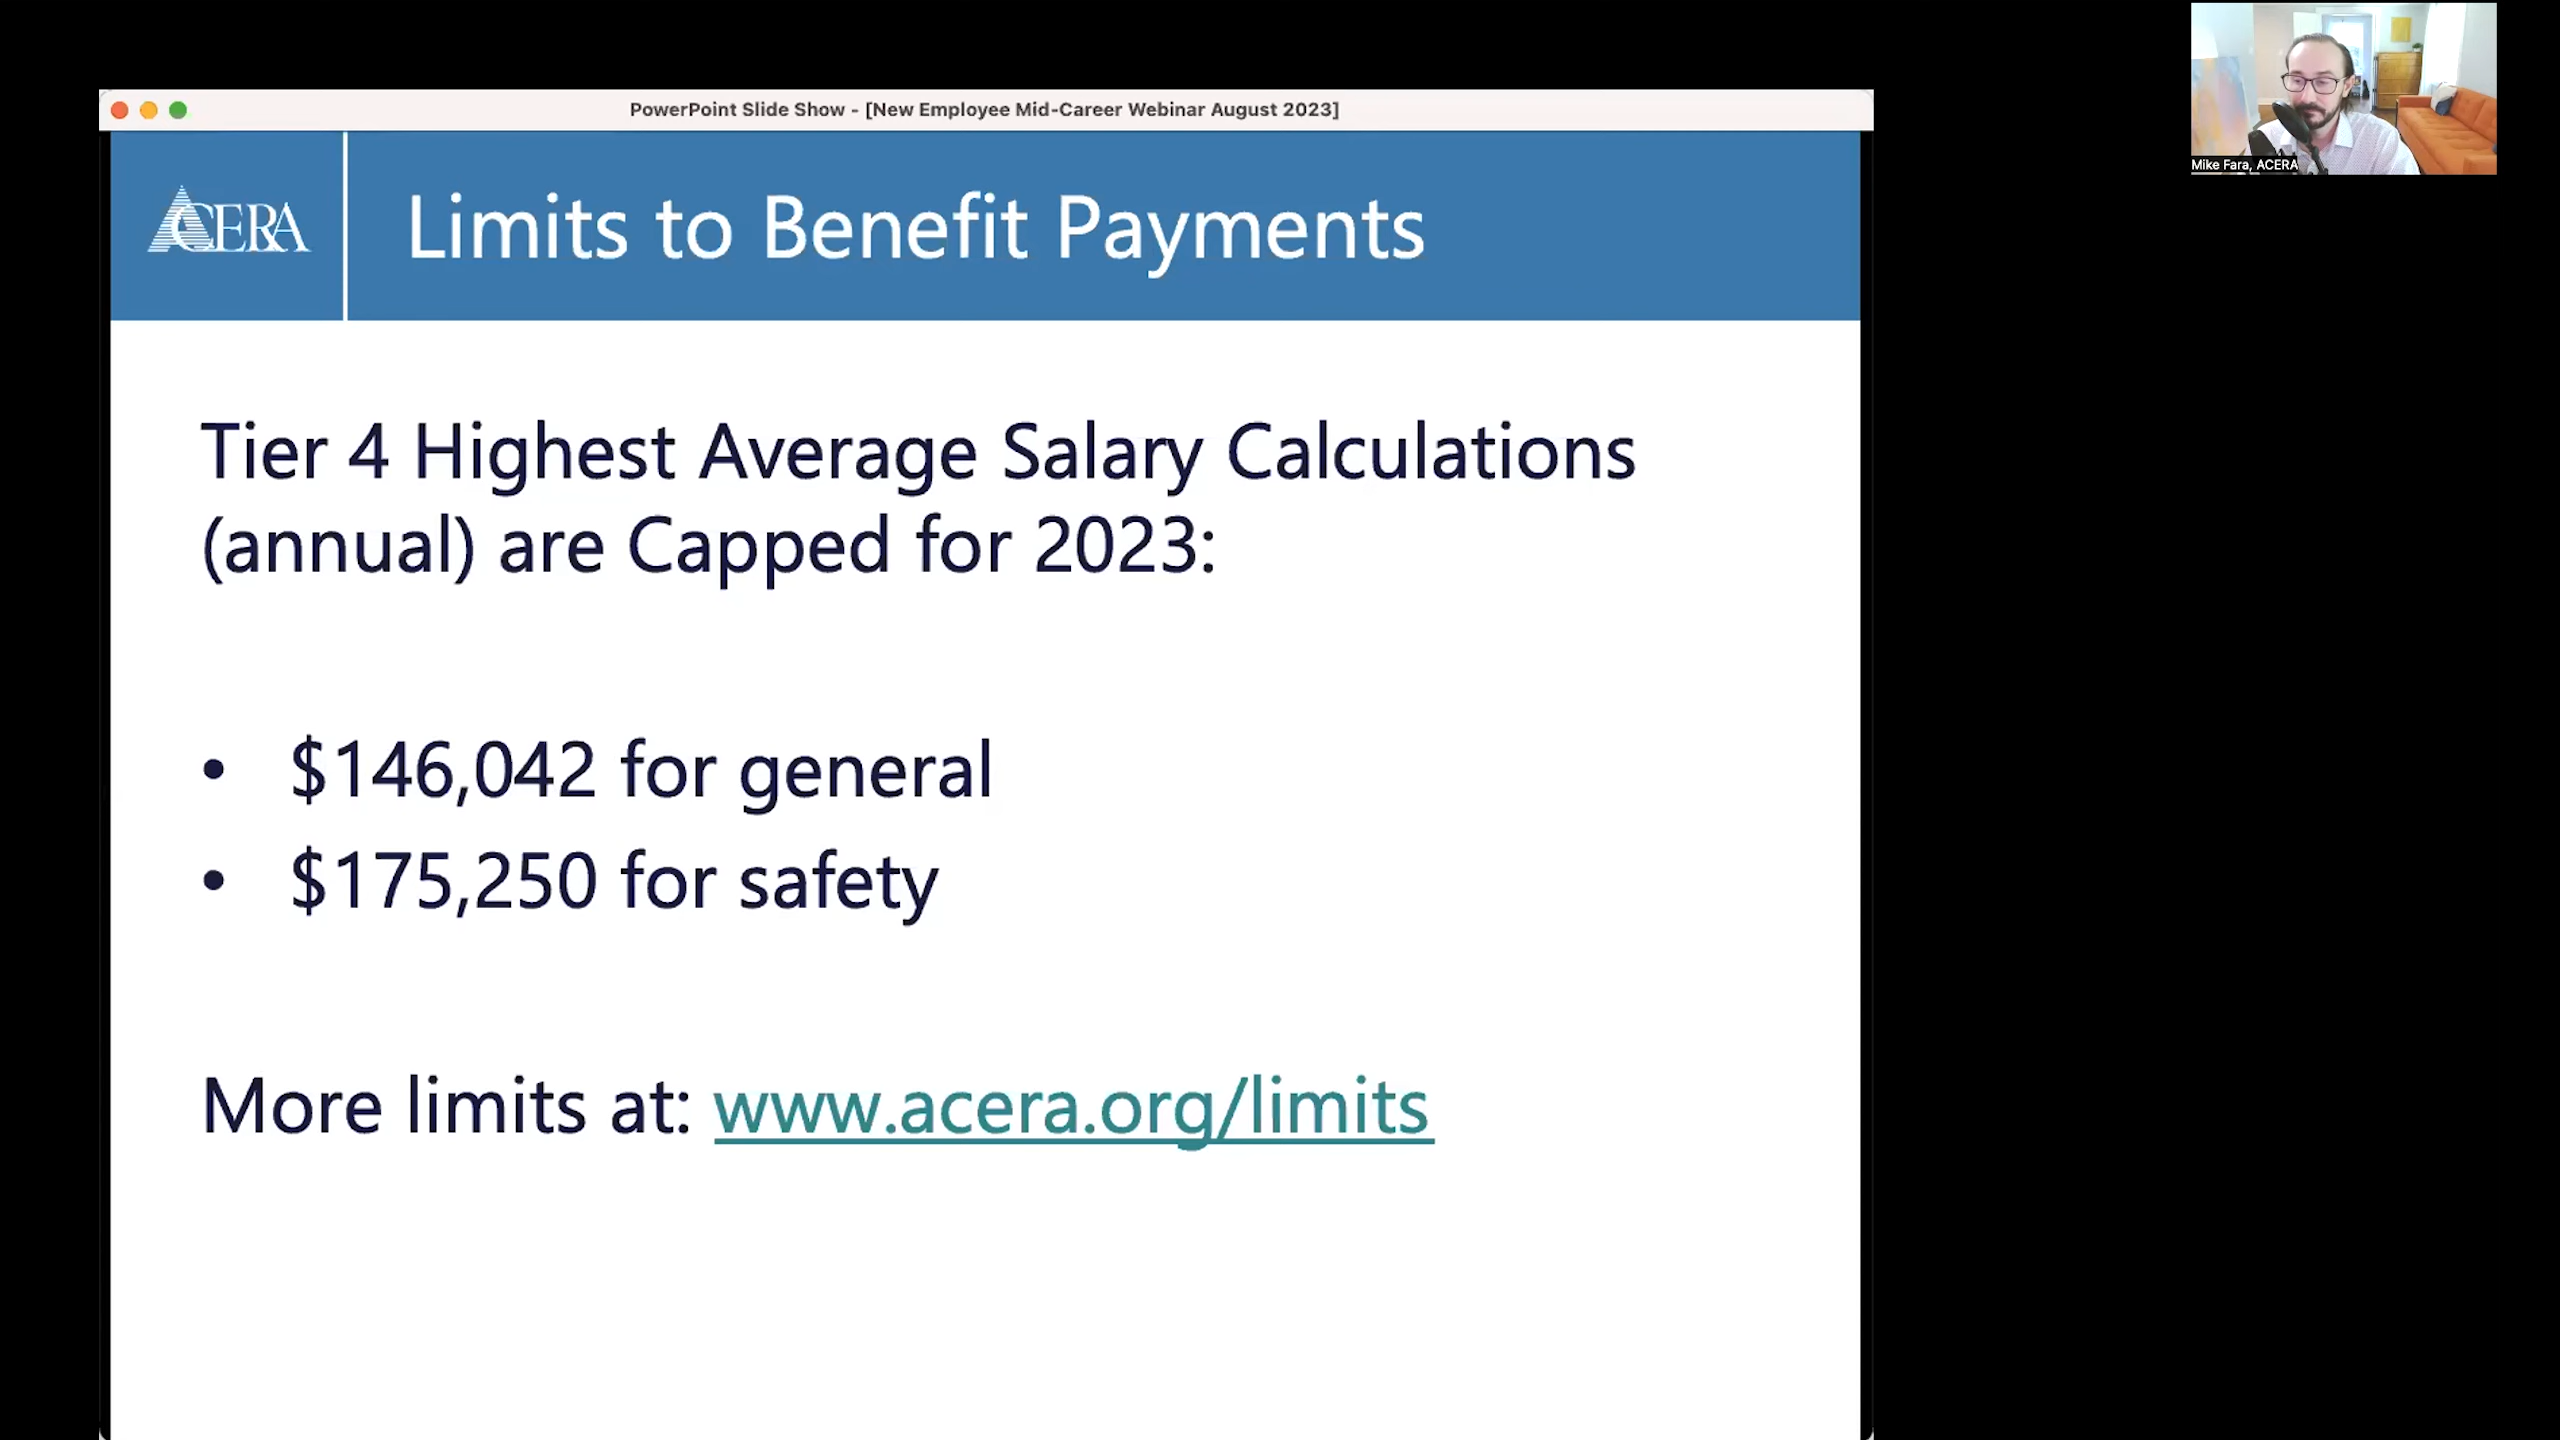 PowerPoint Slide Show - [New Employee Mid-Career Webinar August 2023]
ACERA
Limits to Benefit Payments
Mike Fara, ACERA
Tier 4 Highest Average Salary Calculations
(annual) are Capped for 2023:
• $146,042 for general
• $175,250 for safety
More limits at: www.acera.org/limits